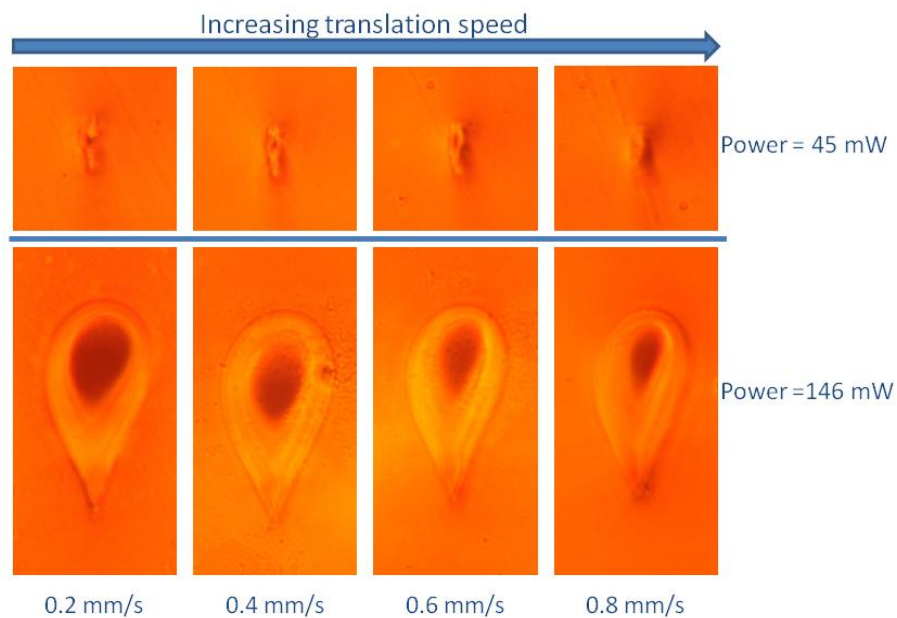 Increasing translation speed
Power = 45 mW
Power =146 mW
0.2 mm/s
0.4 mm/s
0.6 mm/s
0.8 mm/s